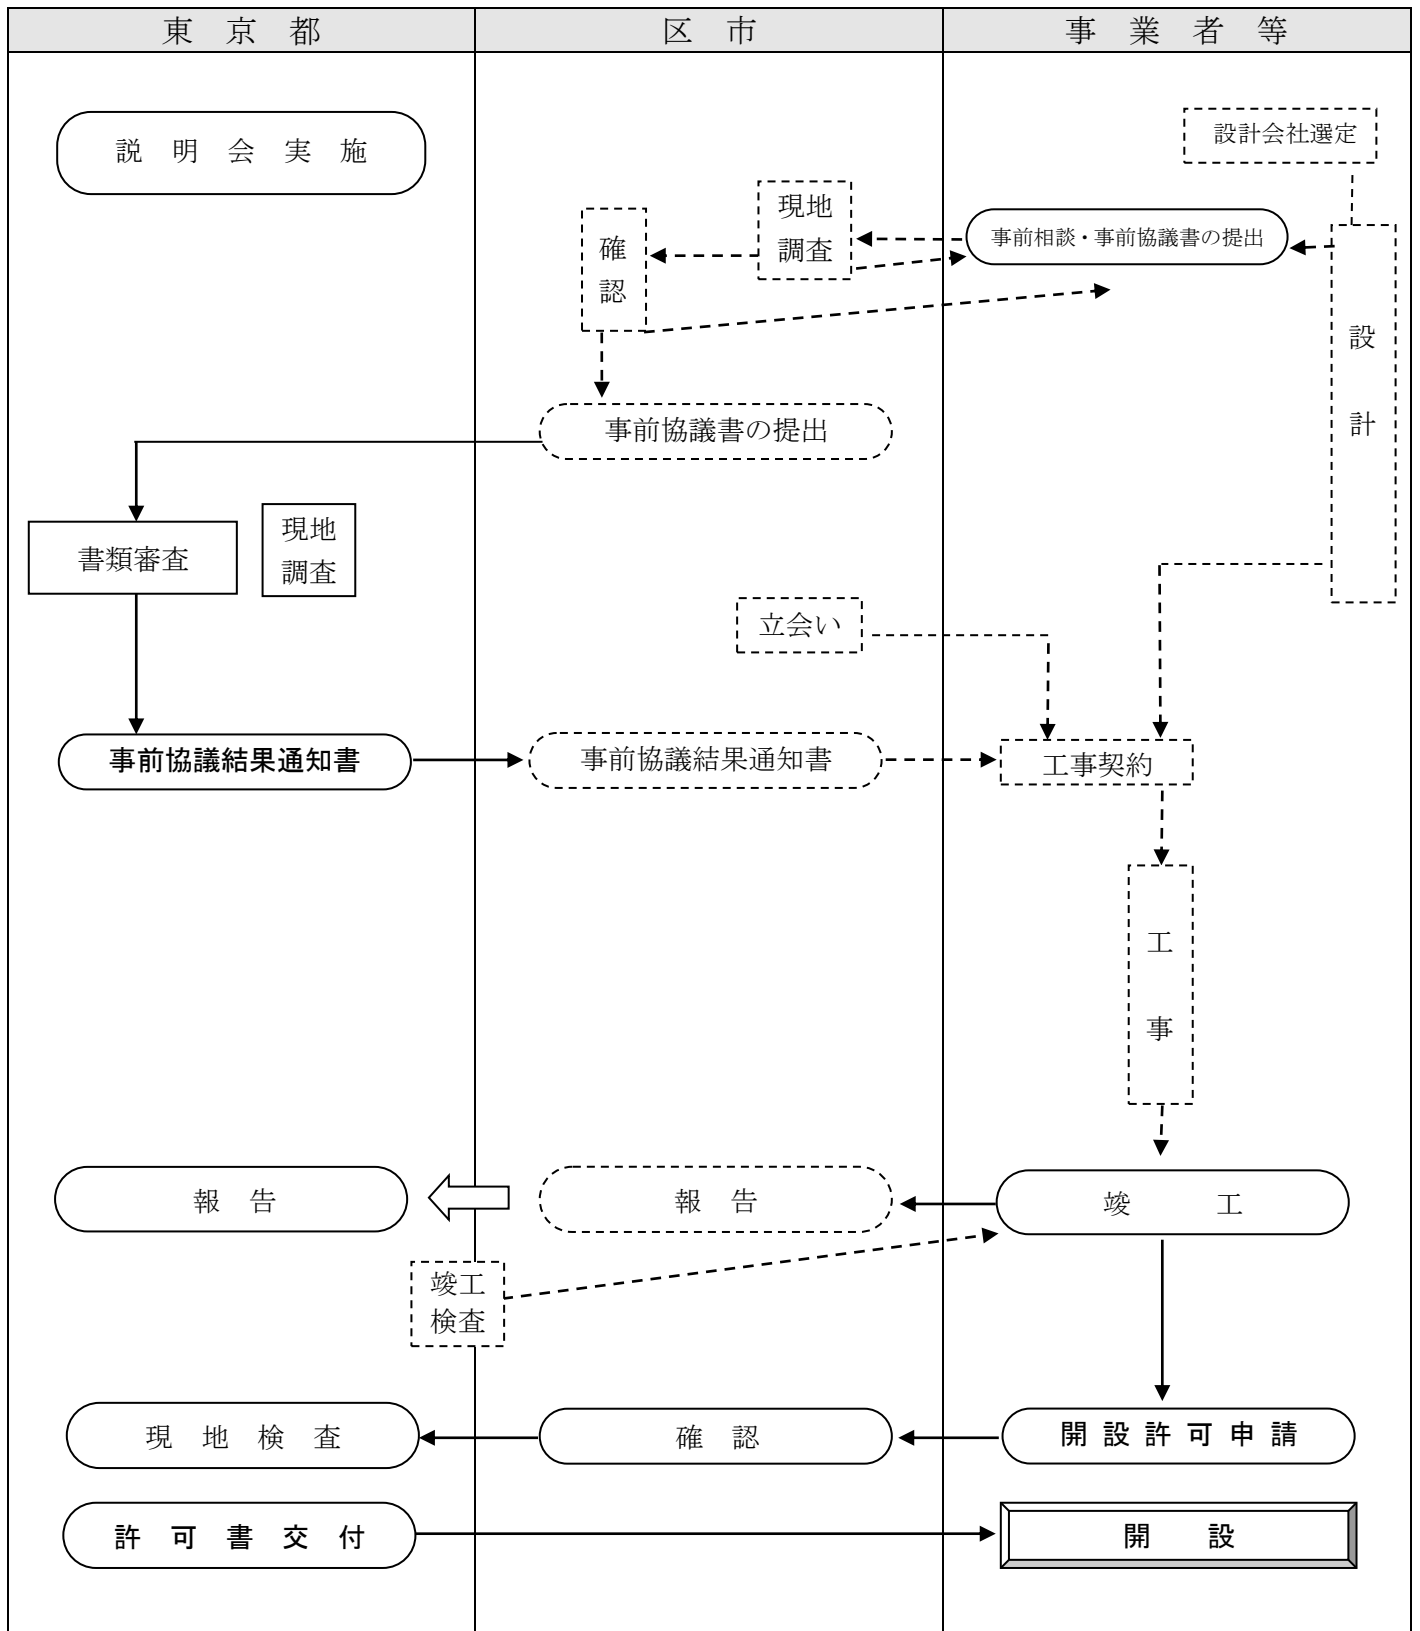 東京都
区市
事業者等
説明会実施
設計会社選定
現地
調査
確
認
事前相談・事前協議書の提出
設
計
事前協議書の提出
書類審査
現地
調査
立会い
事前協議結果通知書
事前協議結果通知書
工事契約
工
事
報告
報告
竣工
竣工
検査
現地検査
確認
開設許可申請
許可書交付
開設